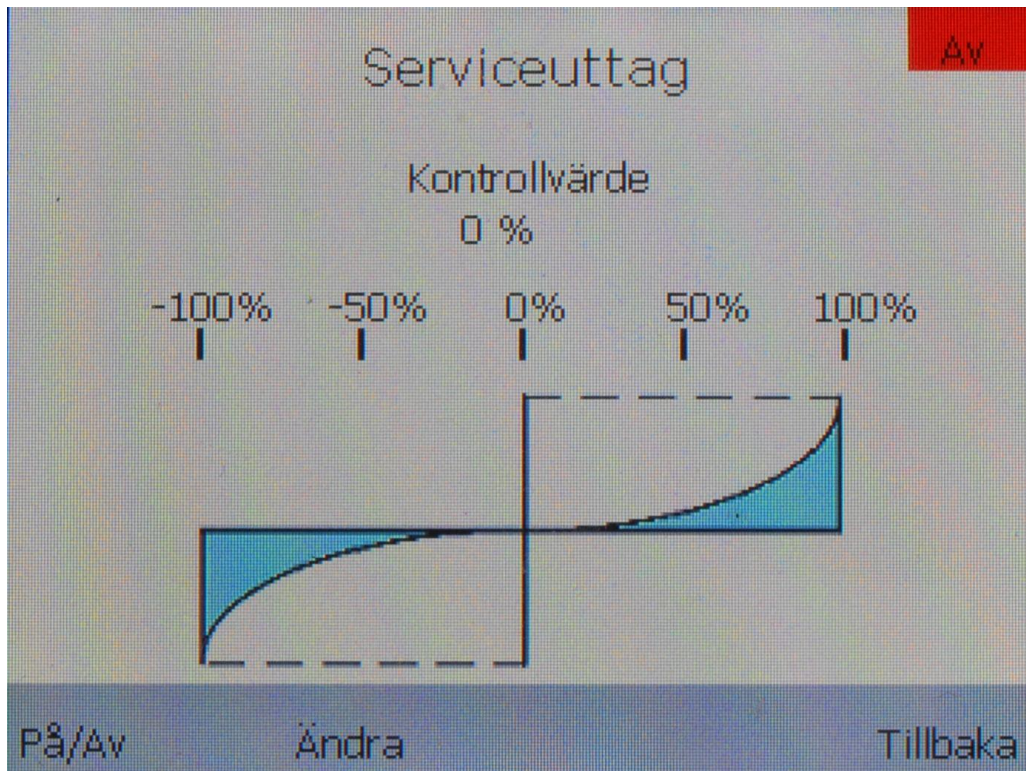 Serviceuttag
Av
Kontrollvärde
0 %
-100% -50% 0% 50% 100%
På/Av Ändra Tillbaka